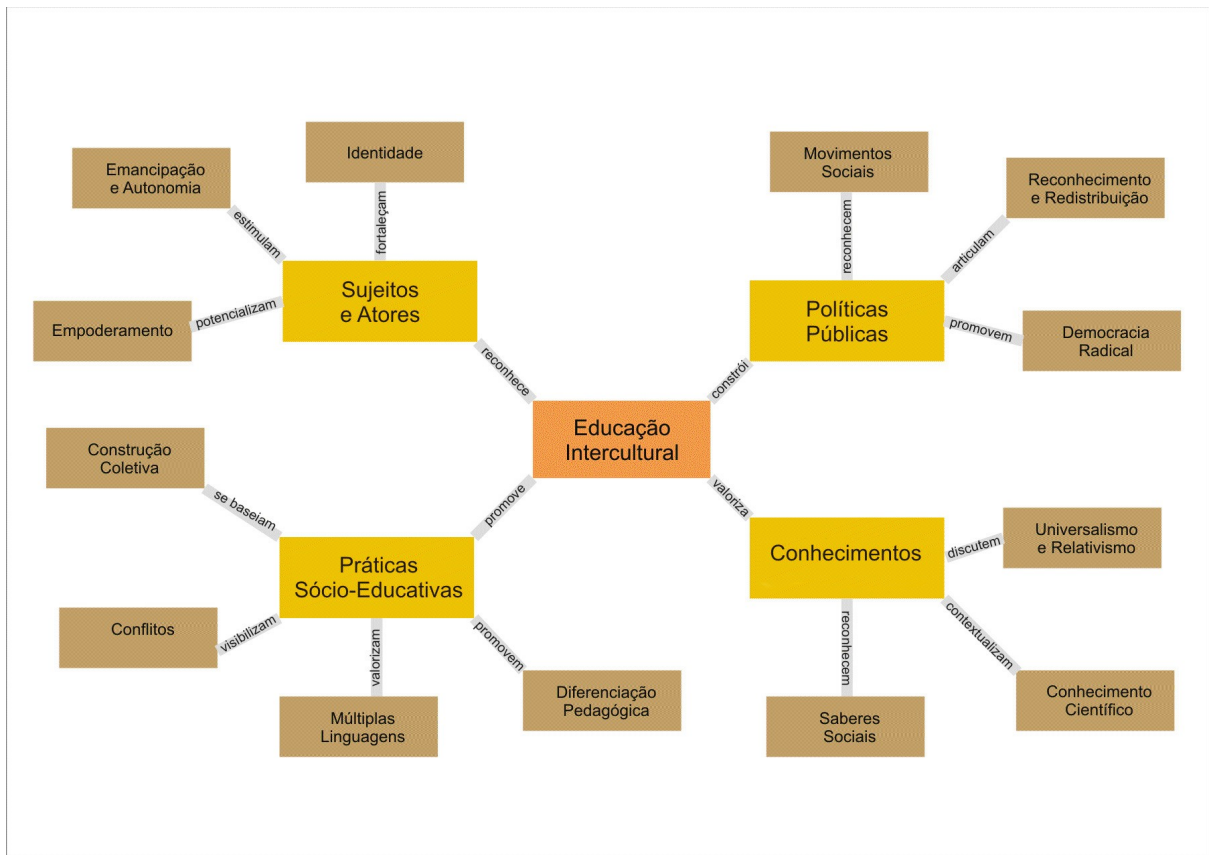 Identidade
Emancipação
e Autonomia
estimulam
fortaleçam
Sujeitos
e Atores
Empoderamento
potencializam
reconhece
Movimentos
Sociais
Reconhecimento
e Redistribuição
reconhecem
articulam
Políticas
Públicas
promovem
Democracia
Radical
constrói
Educação
Intercultural
Construção
Coletiva
se baseiam
promove
Práticas
Sócio-Educativas
Conflitos
visibilizam
valorizam
promovem
Múltiplas
Linguagens
Diferenciação
Pedagógica
valoriza
Conhecimentos
discutem
Universalismo
e Relativismo
reconhecem
contextualizam
Saberes
Sociais
Conhecimento
Científico